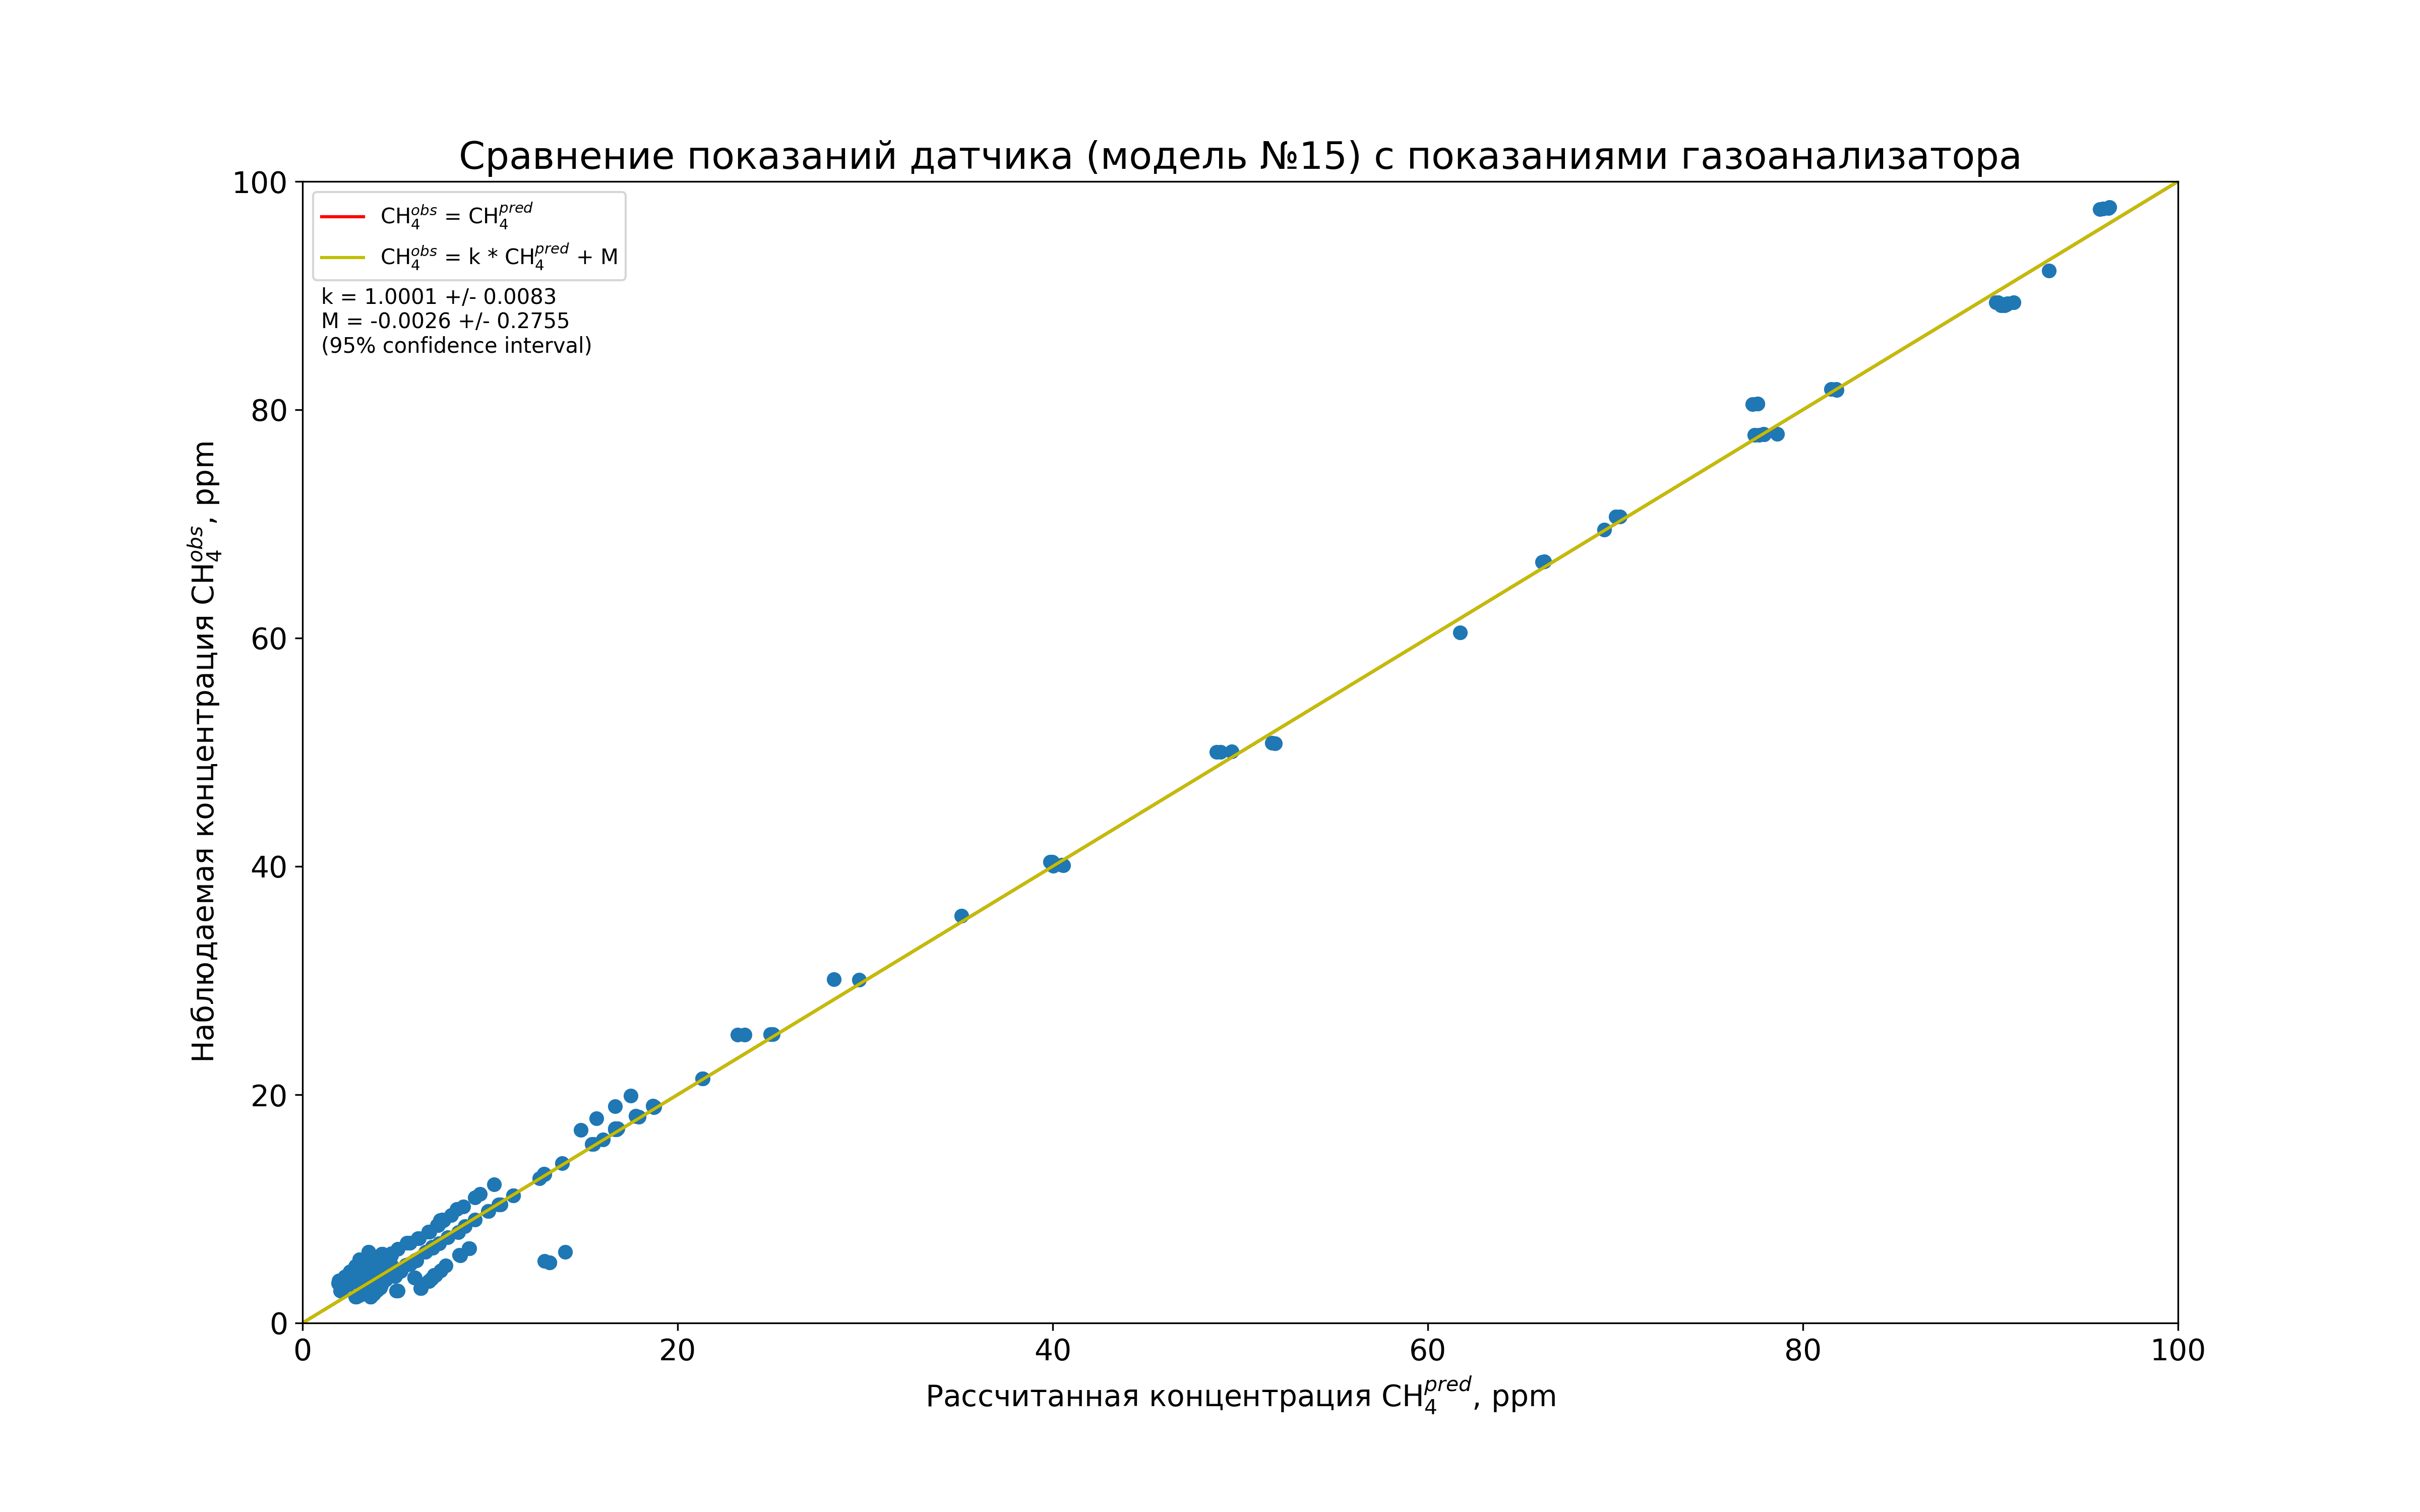 Сравнение показаний датчика (модель №15) с показаниями газоанализатора
100
80
60
40
20
0
CH₄ᵒᵇˢ = CH₄ᵖʳᵉᵈ
CH₄ᵒᵇˢ = k * CH₄ᵖʳᵉᵈ + M
k = 1.0001 +/- 0.0083
M = -0.0026 +/- 0.2755
(95% confidence interval)
Наблюдаемая концентрация CH₄ᵒᵇˢ, ppm
0 20 40 60 80 100
Рассчитанная концентрация CH₄ᵖʳᵉᵈ, ppm